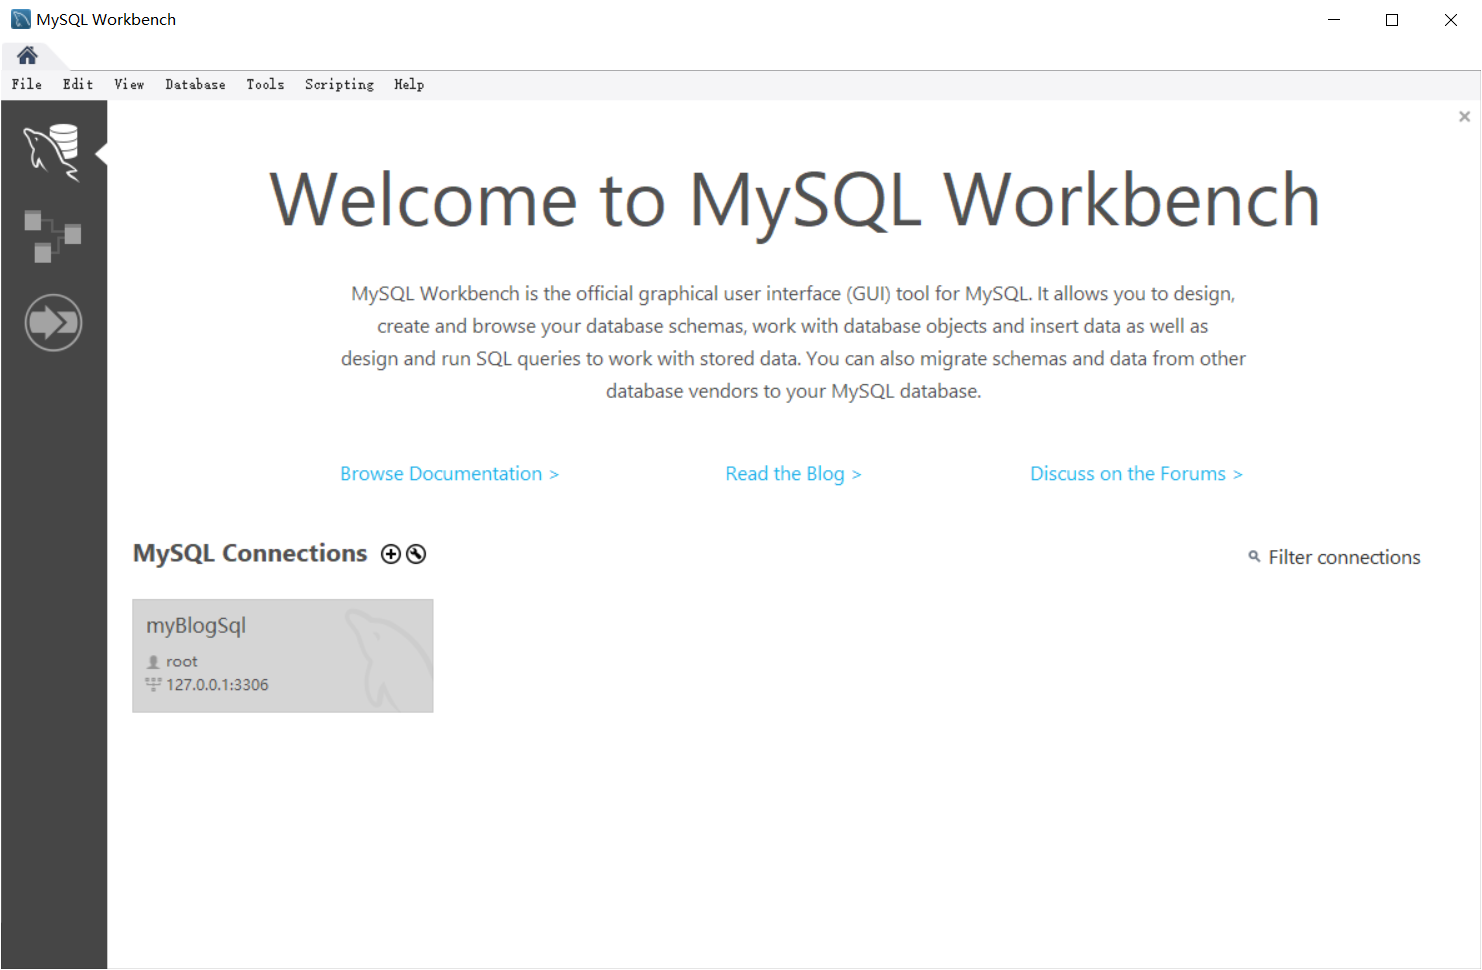 MySQL Workbench
File Edit View Database Tools Scripting Help
Welcome to MySQL Workbench
MySQL Workbench is the official graphical user interface (GUI) tool for MySQL. It allows you to design,
create and browse your database schemas, work with database objects and insert data as well as
design and run SQL queries to work with stored data. You can also migrate schemas and data from other
database vendors to your MySQL database.
Browse Documentation > Read the Blog > Discuss on the Forums >
MySQL Connections Filter connections
myBlogSql
root
127.0.0.1:3306